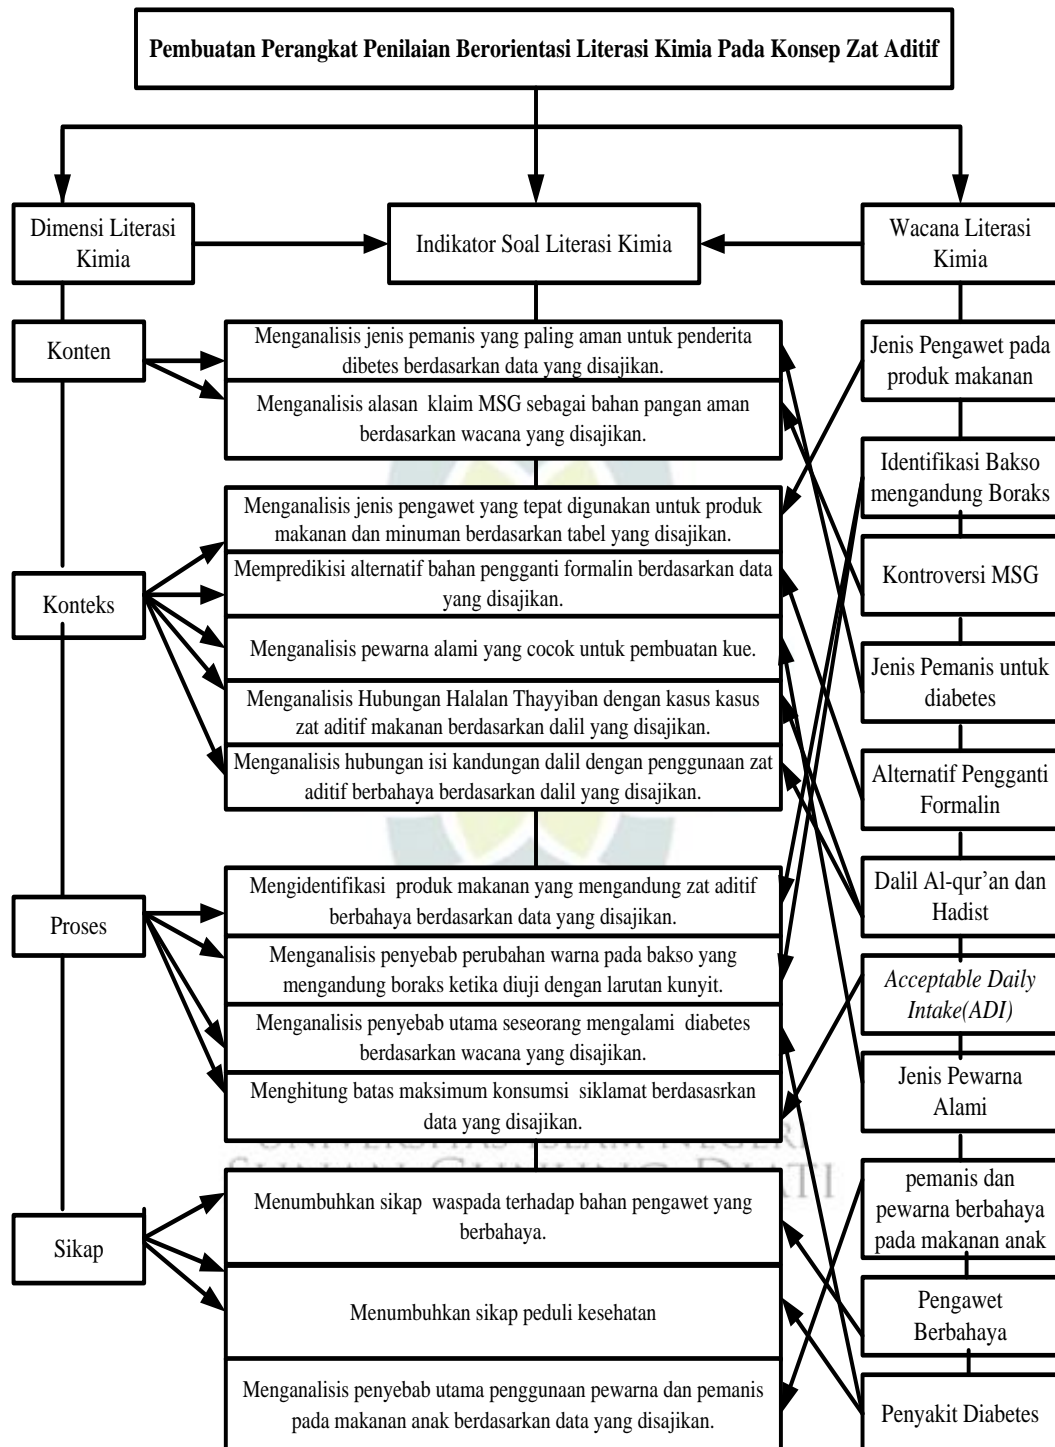 Pembuatan Perangkat Penilaian Berorientasi Literasi Kimia Pada Konsep Zat Aditif
Dimensi Literasi
Kimia
Indikator Soal Literasi Kimia
Wacana Literasi
Kimia
Konten
Menganalisis jenis pemanis yang paling aman untuk penderita
dibetes berdasarkan data yang disajikan.
Menganalisis alasan klaim MSG sebagai bahan pangan aman
berdasarkan wacana yang disajikan.
Konteks
Menganalisis jenis pengawet yang tepat digunakan untuk produk
makanan dan minuman berdasarkan tabel yang disajikan.
Mempredikisi alternatif bahan pengganti formalin berdasarkan data
yang disajikan.
Menganalisis pewarna alami yang cocok untuk pembuatan kue.
Menganalisis Hubungan Halalan Thayyiban dengan kasus kasus
zat aditif makanan berdasarkan dalil yang disajikan.
Menganalisis hubungan isi kandungan dalil dengan penggunaan zat
aditif berbahaya berdasarkan dalil yang disajikan.
Proses
Mengidentifikasi produk makanan yang mengandung zat aditif
berbahaya berdasarkan data yang disajikan.
Menganalisis penyebab perubahan warna pada bakso yang
mengandung boraks ketika diuji dengan larutan kunyit.
Menganalisis penyebab utama seseorang mengalami diabetes
berdasarkan wacana yang disajikan.
Menghitung batas maksimum konsumsi siklamat berdasasrkan
data yang disajikan.
UNIVERSITAS ISLAM NEGERI
SUNAN GUNUNG DJATI
Sikap
Menumbuhkan sikap waspada terhadap bahan pengawet yang
berbahaya.
Menumbuhkan sikap peduli kesehatan
Menganalisis penyebab utama penggunaan pewarna dan pemanis
pada makanan anak berdasarkan data yang disajikan.
Jenis Pengawet pada
produk makanan
Identifikasi Bakso
mengandung Boraks
Kontroversi MSG
Jenis Pemanis untuk
diabetes
Alternatif Pengganti
Formalin
Dalil Al-qur’an dan
Hadist
Acceptable Daily
Intake(ADI)
Jenis Pewarna
Alami
pemanis dan
pewarna berbahaya
pada makanan anak
Pengawet
Berbahaya
Penyakit Diabetes